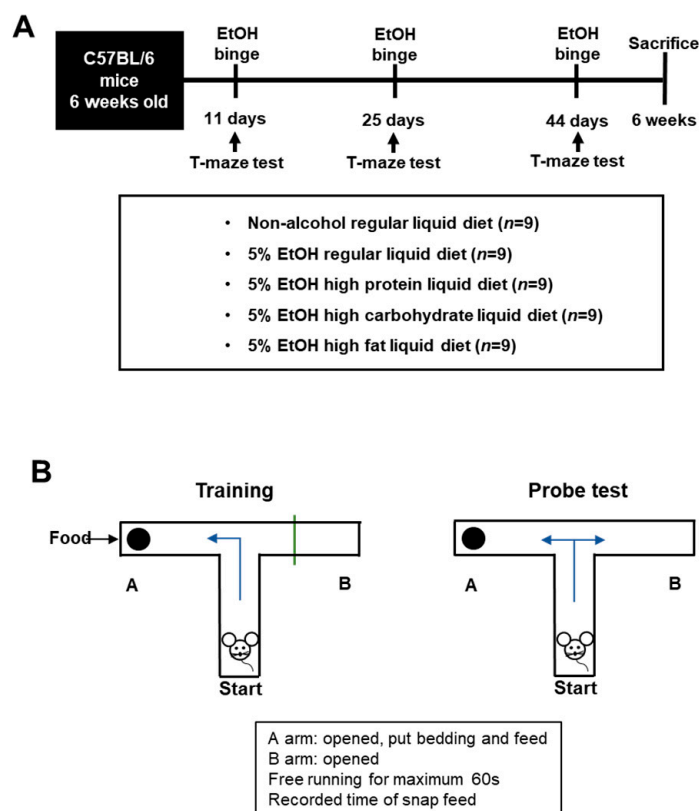 A
C57BL/6
mice
6 weeks old
EtOH
binge
EtOH
binge
EtOH
binge
Sacrifice
11 days
25 days
44 days
6 weeks
T-maze test
T-maze test
T-maze test
• Non-alcohol regular liquid diet (n=9)
• 5% EtOH regular liquid diet (n=9)
• 5% EtOH high protein liquid diet (n=9)
• 5% EtOH high carbohydrate liquid diet (n=9)
• 5% EtOH high fat liquid diet (n=9)
B
Training
Probe test
Food
A
B
A
B
Start
Start
A arm: opened, put bedding and feed
B arm: opened
Free running for maximum 60s
Recorded time of snap feed